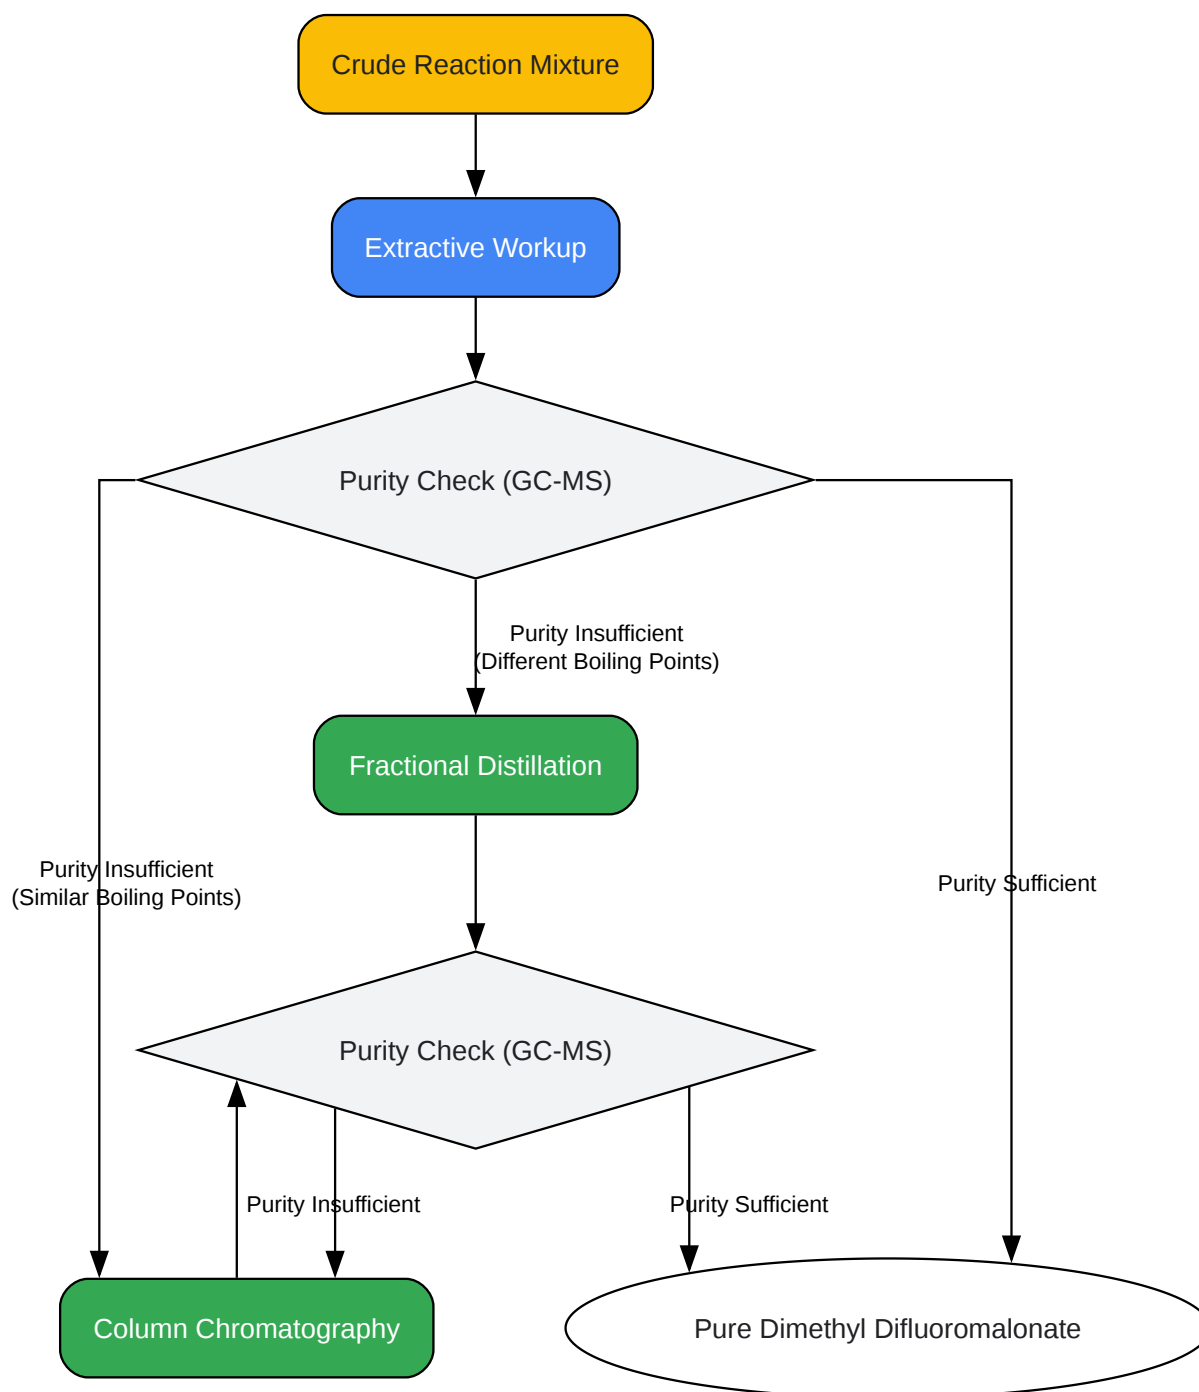 Crude Reaction Mixture
Extractive Workup
Purity Check (GC-MS)
Purity Insufficient
(Different Boiling Points)
Fractional Distillation
Purity Insufficient
(Similar Boiling Points)
Purity Sufficient
Purity Check (GC-MS)
Purity Insufficient
Purity Sufficient
Column Chromatography
Pure Dimethyl Difluoromalonate